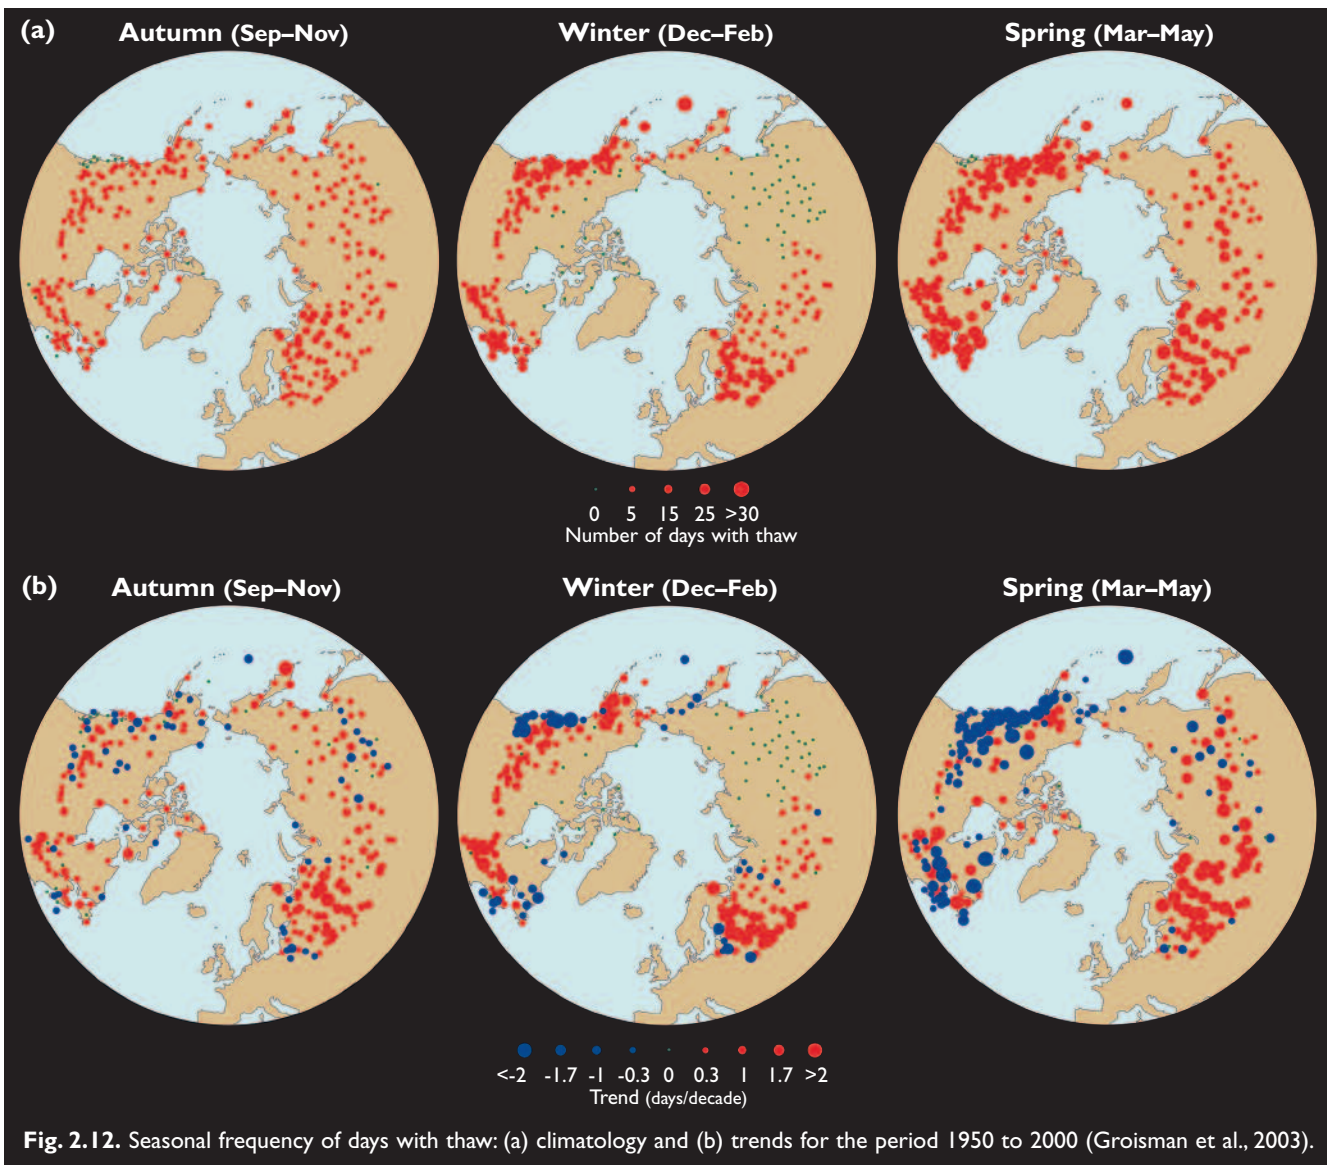 (a)
Autumn (Sep–Nov)
Winter (Dec–Feb)
Spring (Mar–May)
0 5 15 25 >30
Number of days with thaw
(b)
Autumn (Sep–Nov)
Winter (Dec–Feb)
Spring (Mar–May)
<-2 -1.7 -1 -0.3 0 0.3 1 1.7 >2
Trend (days/decade)
Fig. 2.12. Seasonal frequency of days with thaw: (a) climatology and (b) trends for the period 1950 to 2000 (Groisman et al., 2003).